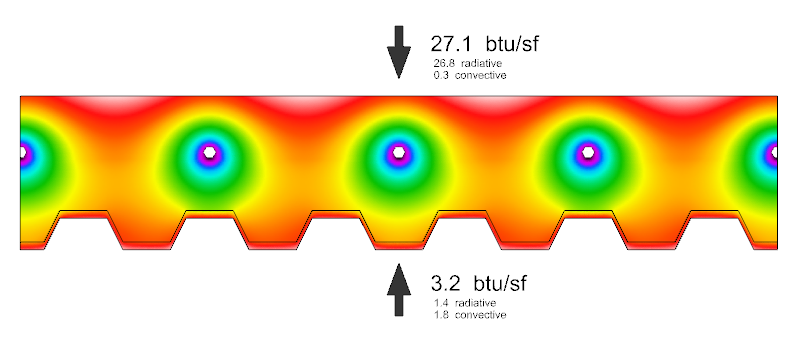 27.1 btu/sf
26.8 radiative
0.3 convective
3.2 btu/sf
1.4 radiative
1.8 convective